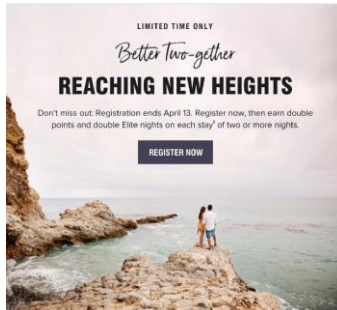 LIMITED TIME ONLY
Better Two-gether
REACHING NEW HEIGHTS
Don't miss out: Registration ends April 13. Register now, then earn double
points and double Elite nights on each stay¹ of two or more nights.
REGISTER NOW